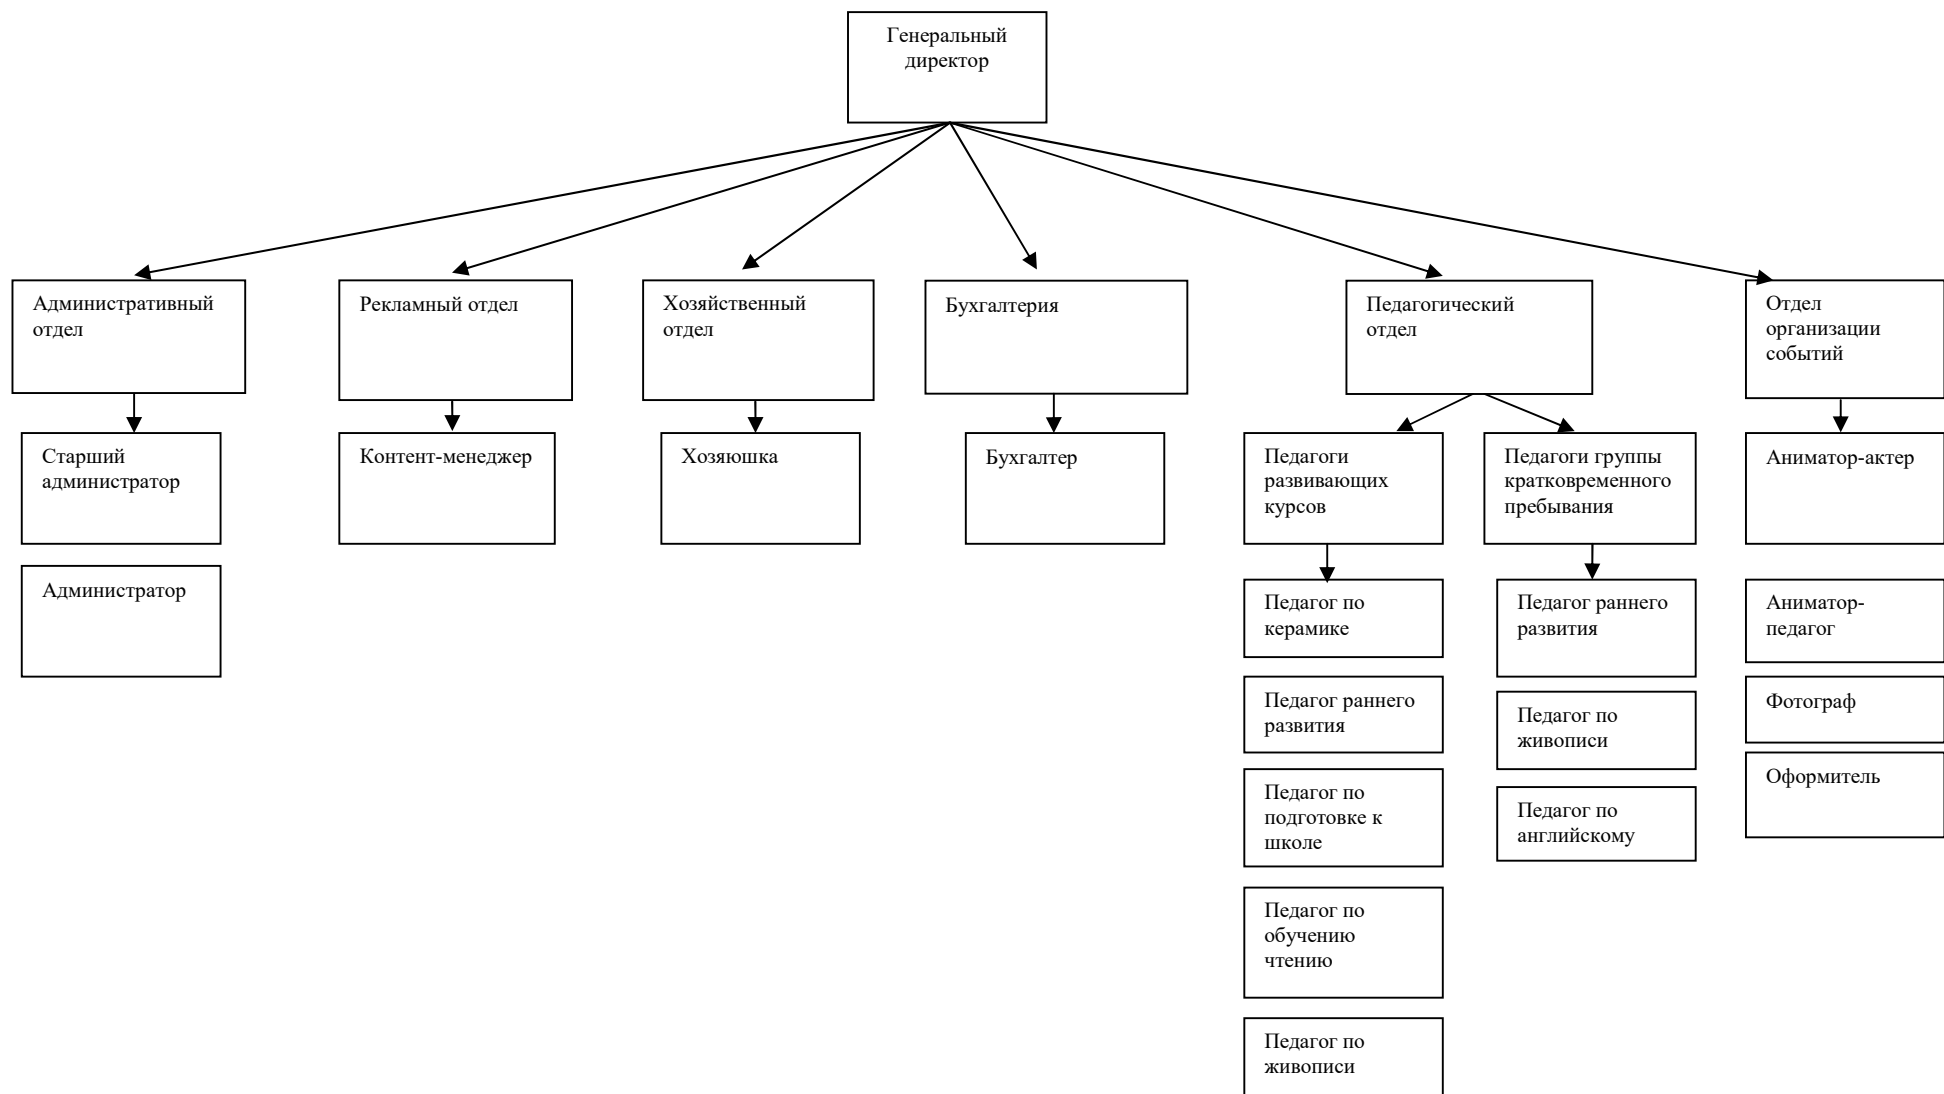 Генеральный
директор
Административный
отдел
Рекламный отдел
Хозяйственный
отдел
Бухгалтерия
Педагогический
отдел
Отдел
организации
событий
Старший
администратор
Контент-менеджер
Хозяюшка
Бухгалтер
Педагоги
развивающих
курсов
Педагоги группы
кратковременного
пребывания
Аниматор-актер
Администратор
Педагог по
керамике
Педагог раннего
развития
Аниматор-
педагог
Педагог раннего
развития
Педагог по
живописи
Фотограф
Педагог по
подготовке к
школе
Педагог по
английскому
Оформитель
Педагог по
обучению
чтению
Педагог по
живописи